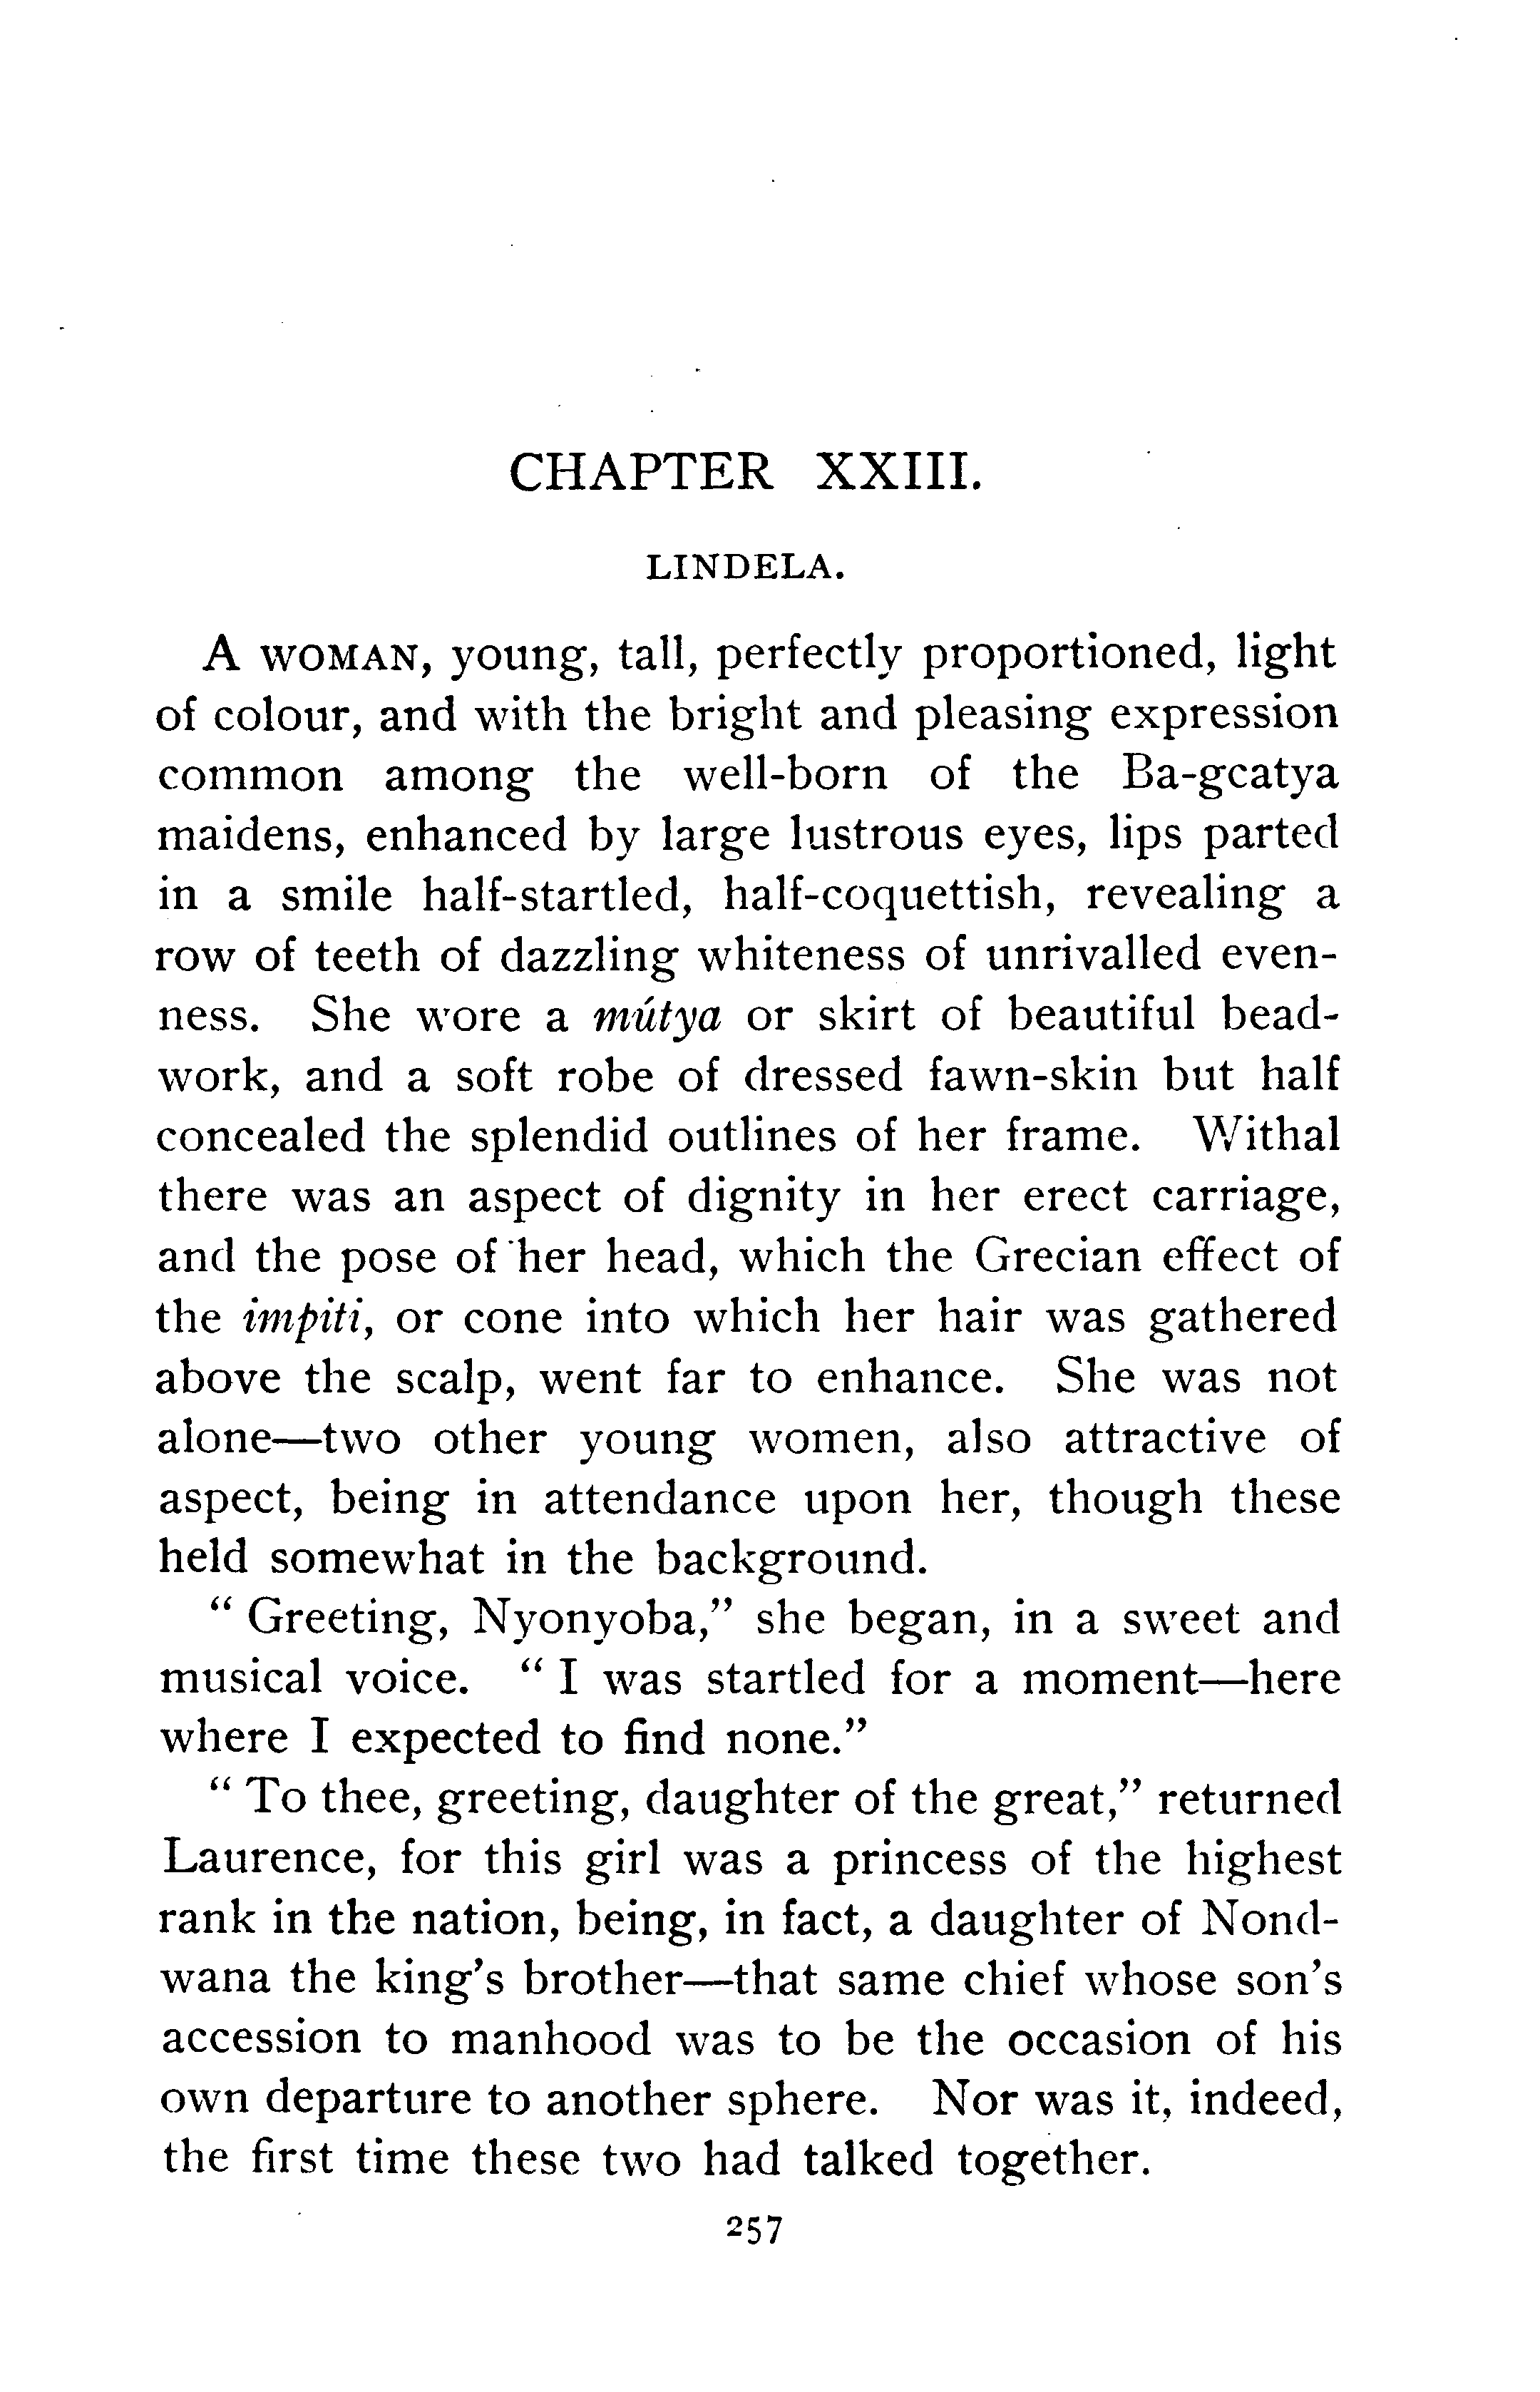 CHAPTER XXIII.
LINDELA.
A WOMAN, young, tall, perfectly proportioned, light
of colour, and with the bright and pleasing expression
common among the well-born of the Ba-gcatya
maidens, enhanced by large lustrous eyes, lips parted
in a smile half-startled, half-coquettish, revealing a
row of teeth of dazzling whiteness of unrivalled even-
ness. She wore a mútya or skirt of beautiful bead-
work, and a soft robe of dressed fawn-skin but half
concealed the splendid outlines of her frame. Withal
there was an aspect of dignity in her erect carriage,
and the pose of her head, which the Grecian effect of
the impiti, or cone into which her hair was gathered
above the scalp, went far to enhance. She was not
alone—two other young women, also attractive of
aspect, being in attendance upon her, though these
held somewhat in the background.
“ Greeting, Nyonyoba,” she began, in a sweet and
musical voice. “ I was startled for a moment—here
where I expected to find none.”
“ To thee, greeting, daughter of the great,” returned
Laurence, for this girl was a princess of the highest
rank in the nation, being, in fact, a daughter of Nond-
wana the king’s brother—that same chief whose son’s
accession to manhood was to be the occasion of his
own departure to another sphere. Nor was it, indeed,
the first time these two had talked together.
257